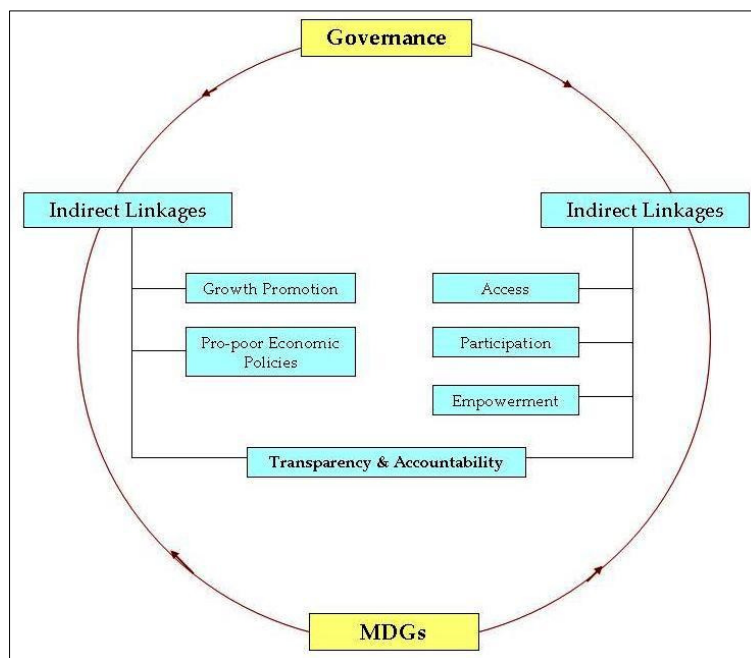 Governance
Indirect Linkages
Indirect Linkages
Growth Promotion
Access
Pro-poor Economic
Policies
Participation
Empowerment
Transparency & Accountability
MDGs